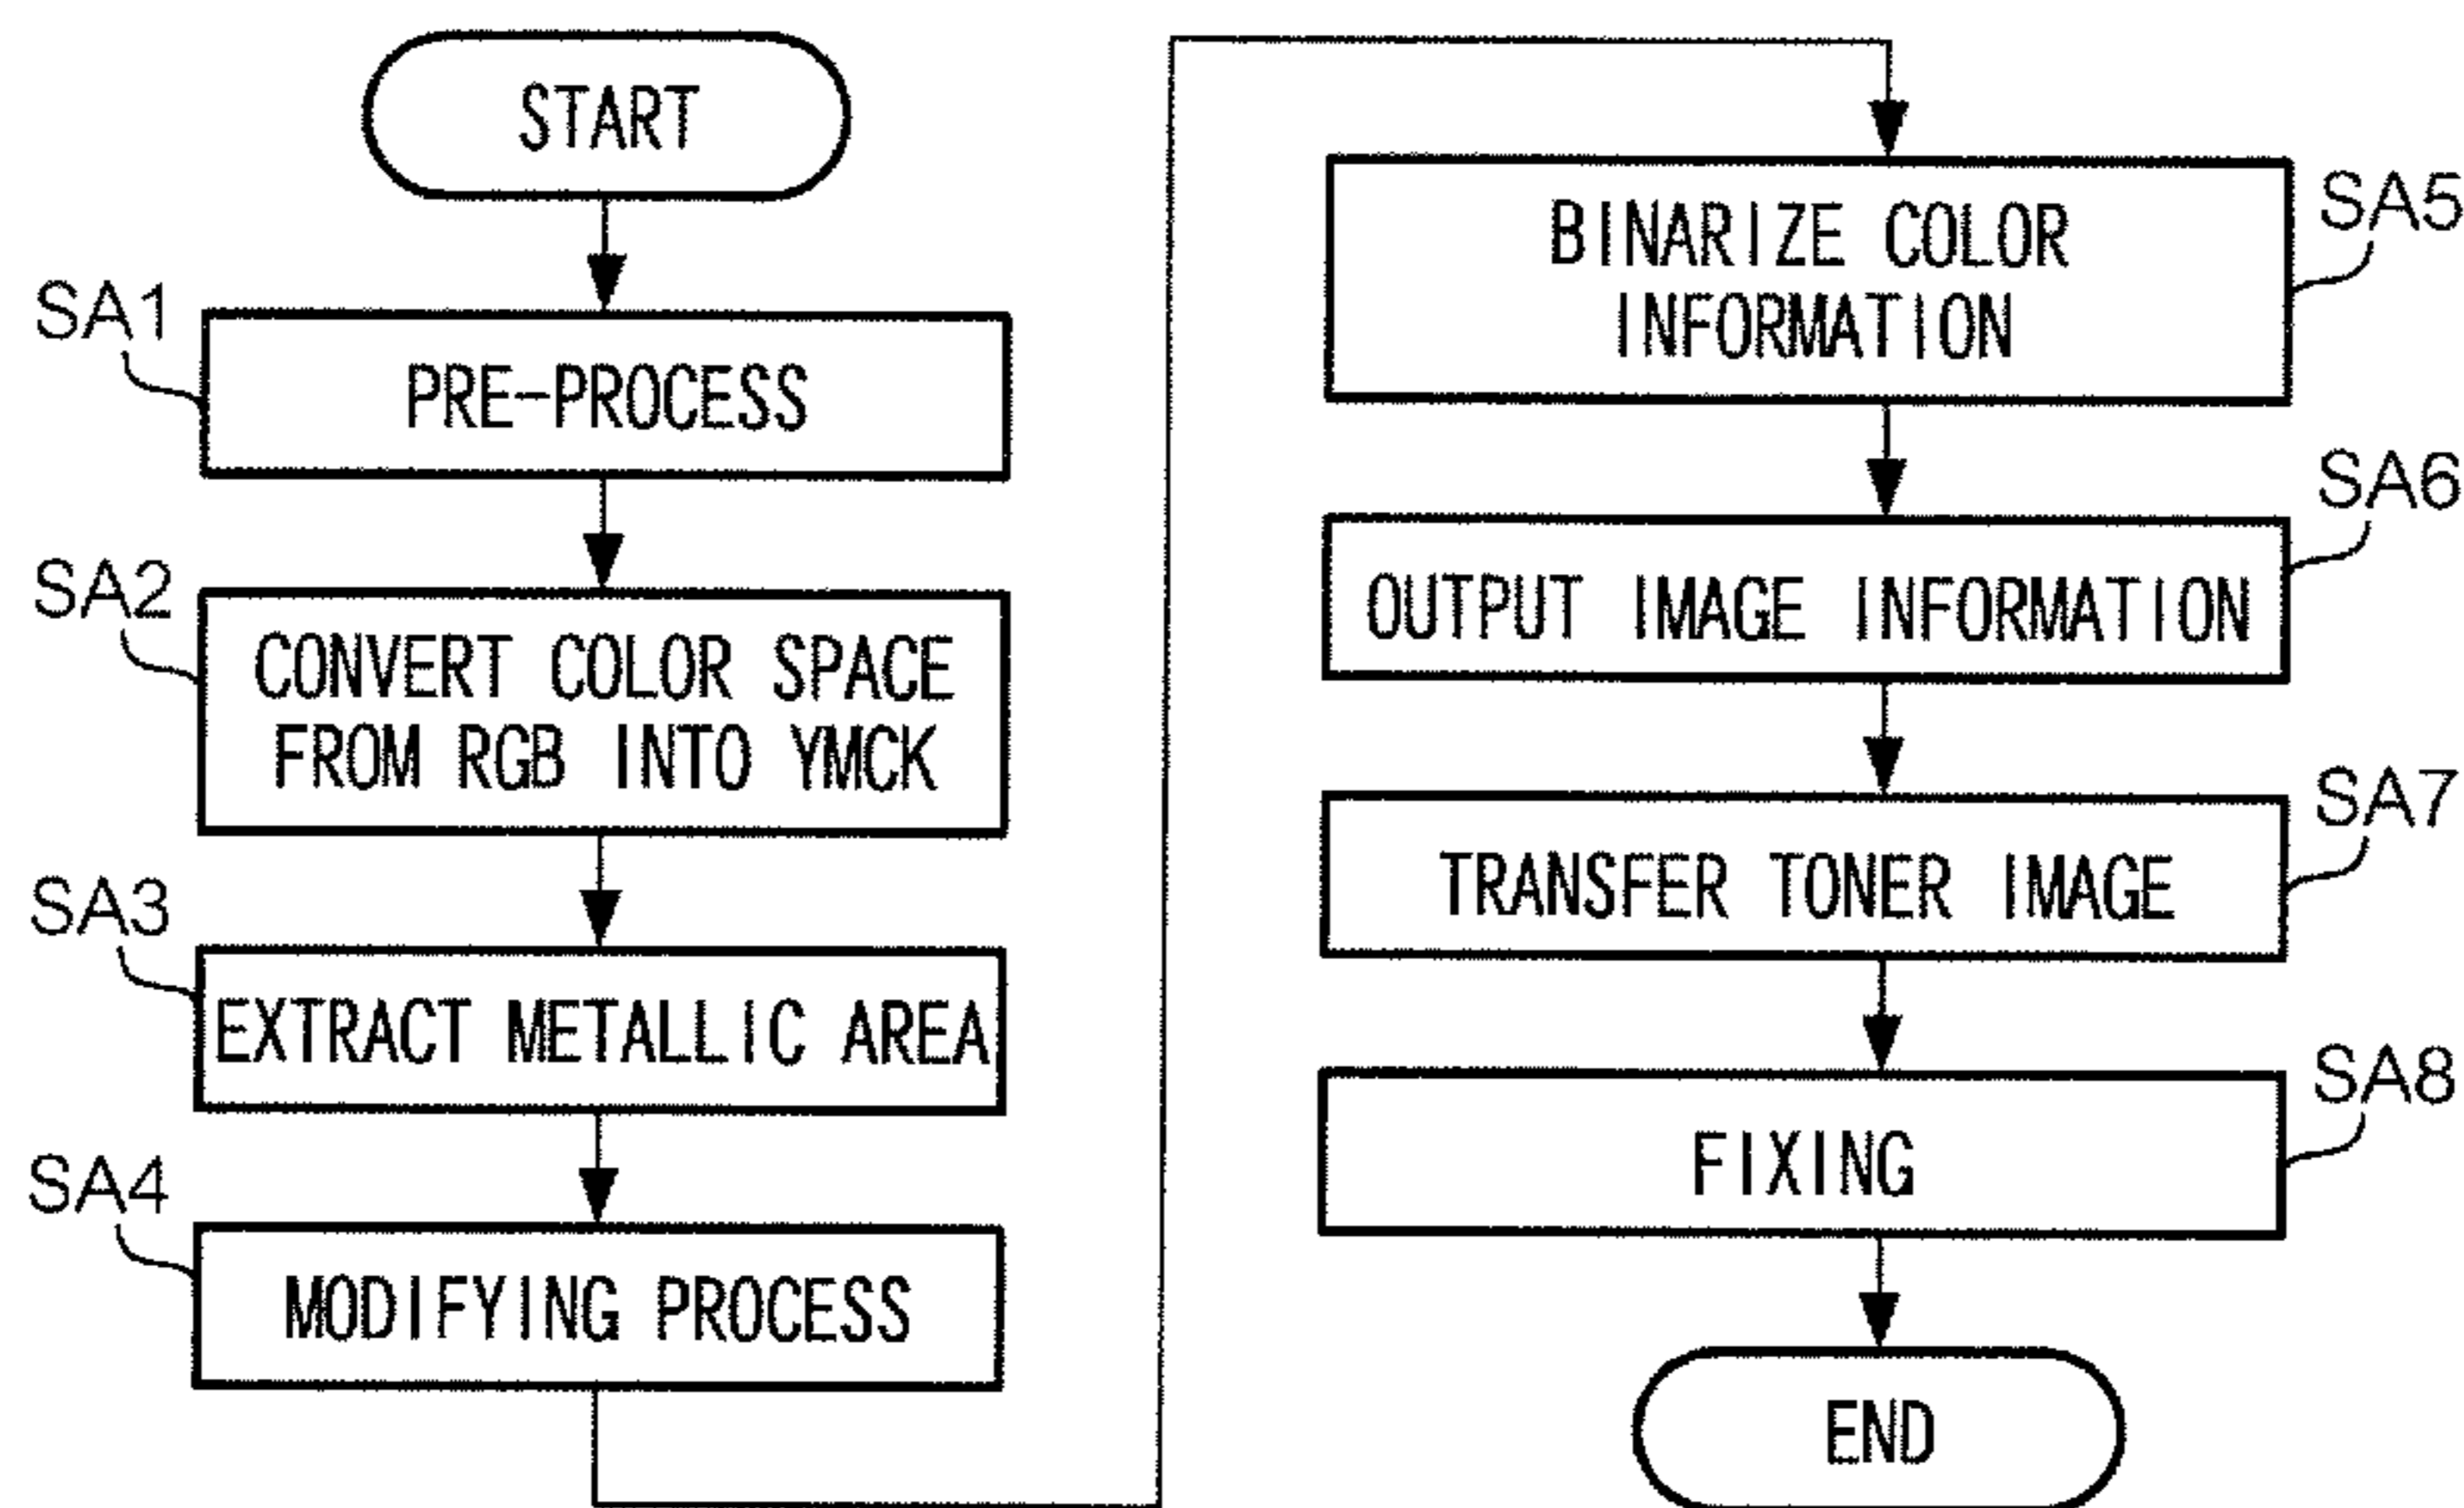 START
SA1
PRE-PROCESS
SA2
CONVERT COLOR SPACE
FROM RGB INTO YMCK
SA3
EXTRACT METALLIC AREA
SA4
MODIFYING PROCESS
SA5
BINARIZE COLOR
INFORMATION
SA6
OUTPUT IMAGE INFORMATION
SA7
TRANSFER TONER IMAGE
SA8
FIXING
END